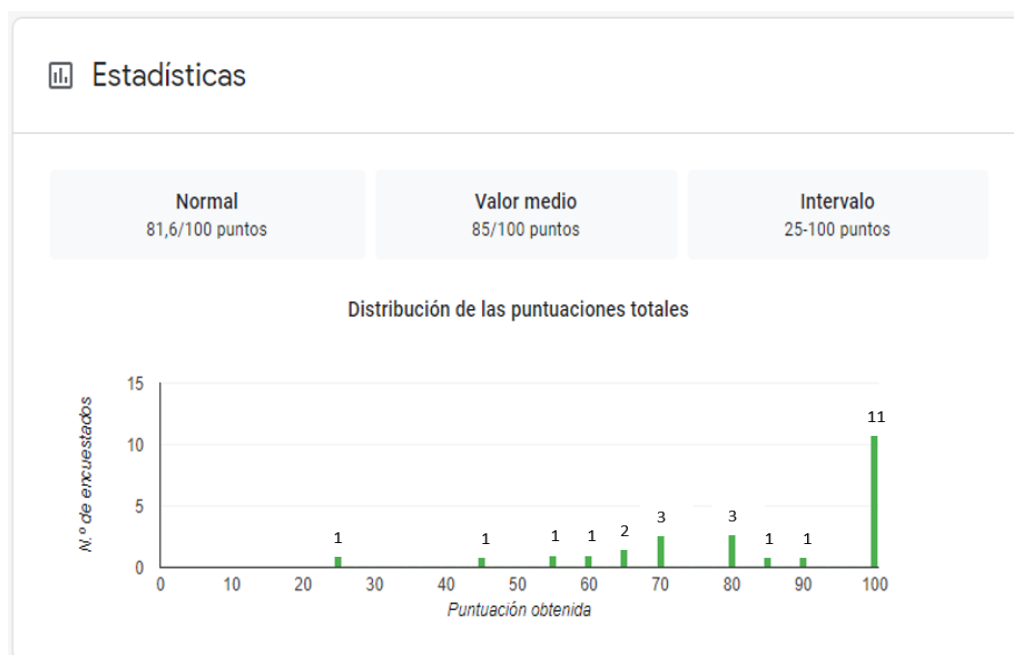 Estadísticas
Normal
81,6/100 puntos
Valor medio
85/100 puntos
Intervalo
25-100 puntos
Distribución de las puntuaciones totales
N.º de encuestados
15
10
5
0
1
1
1
1
2
3
3
1
1
11
0
10
20
30
40
50
60
70
80
90
100
Puntuación obtenida